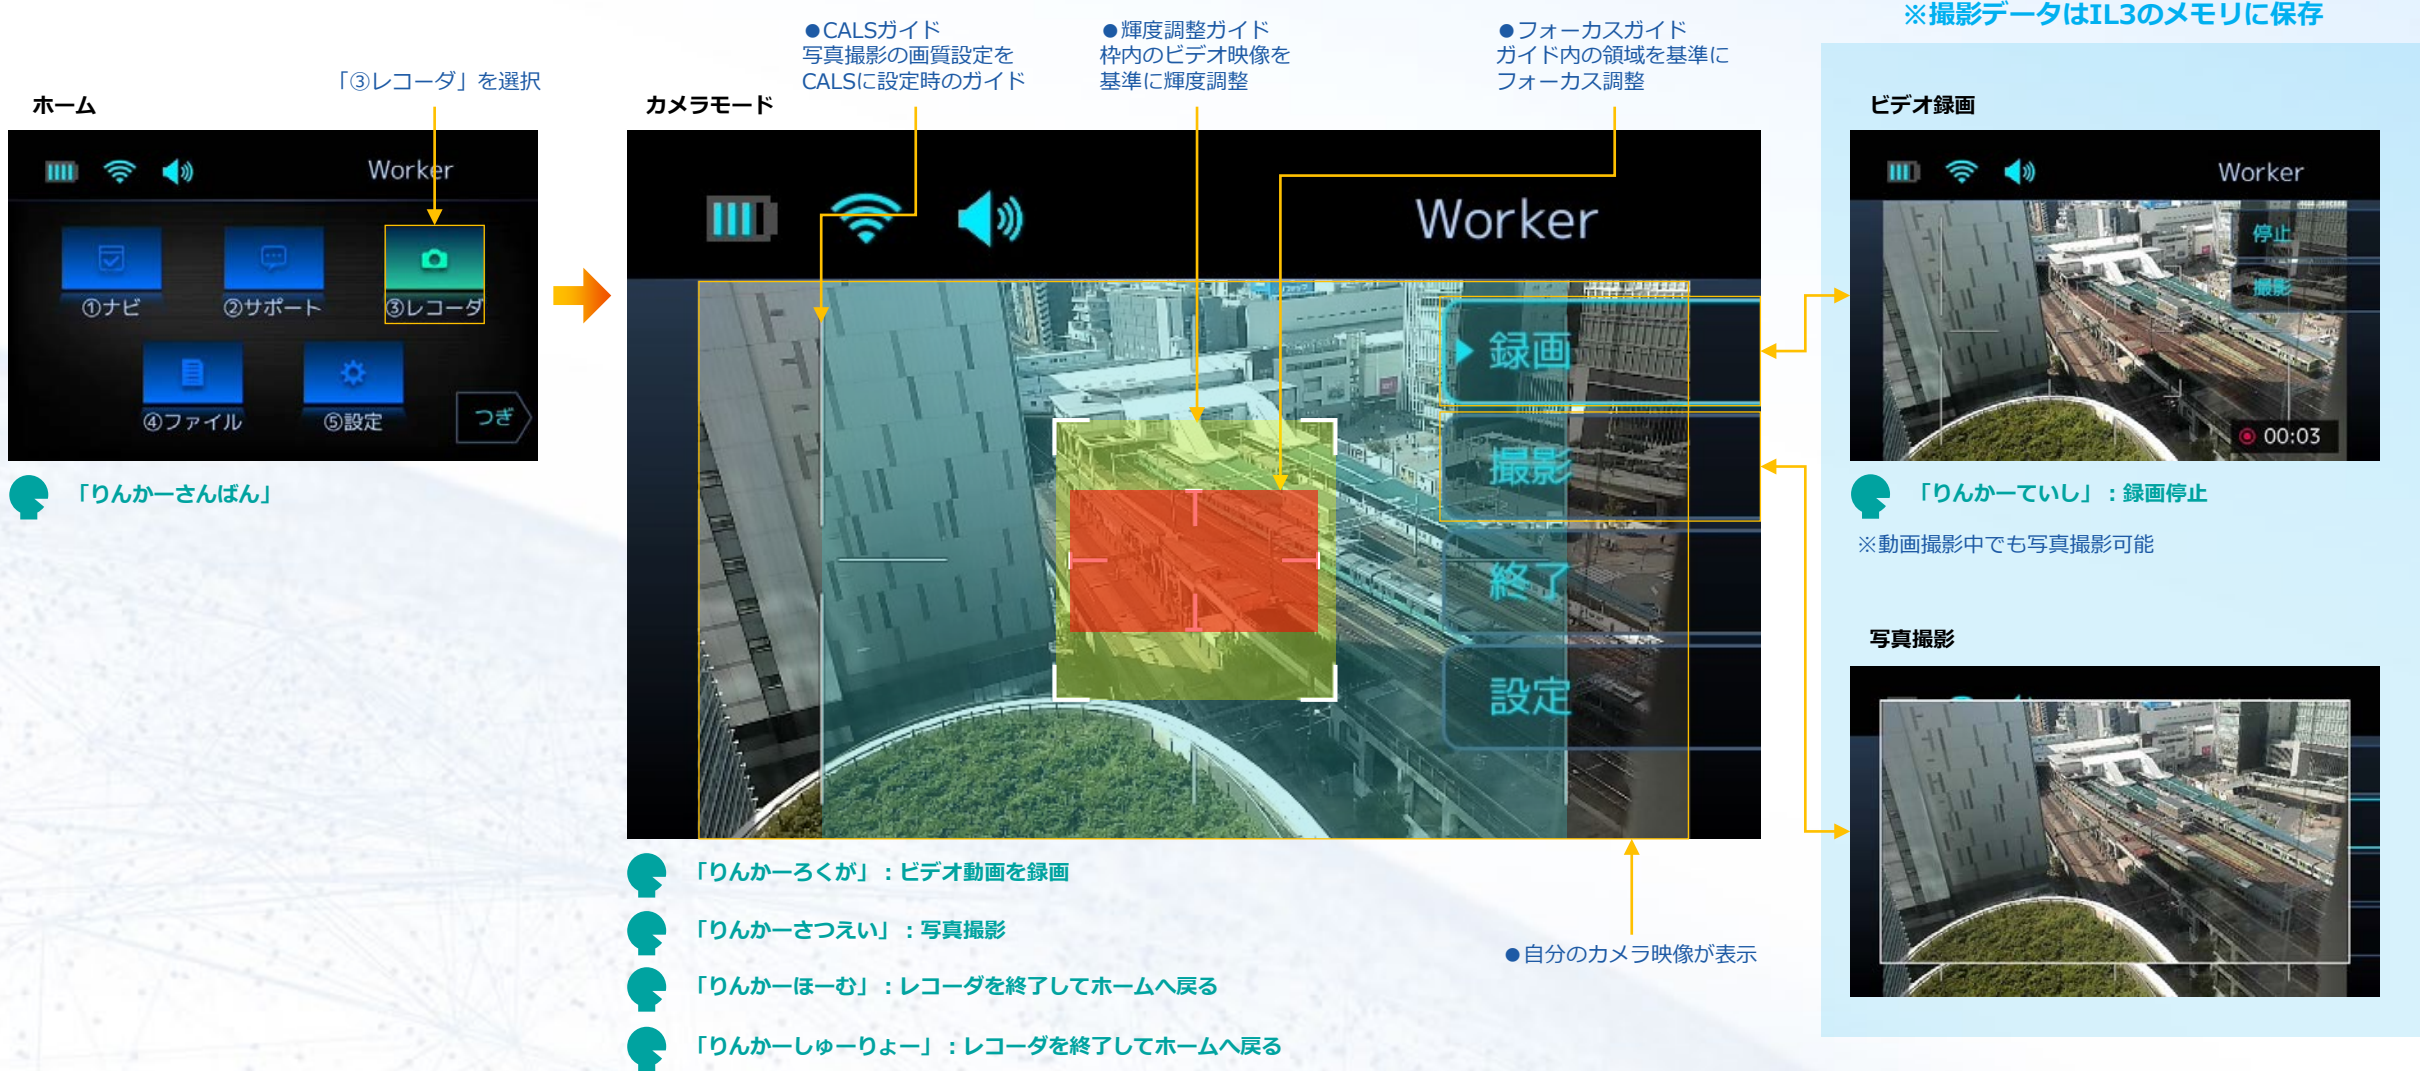 ※撮影データはIL3のメモリに保存
「③レコーダ」を選択
ホーム
Worker
①ナビ
②サポート
③レコーダ
④ファイル
⑤設定
つぎ
「りんかーさんばん」
●CALSガイド
写真撮影の画質設定を
CALSに設定時のガイド
●輝度調整ガイド
枠内のビデオ映像を
基準に輝度調整
●フォーカスガイド
ガイド内の領域を基準に
フォーカス調整
カメラモード
Worker
録画
撮影
終了
設定
「りんかーろくが」：ビデオ動画を録画
「りんかーさつえい」：写真撮影
「りんかーほーむ」：レコーダを終了してホームへ戻る
「りんかーしゅーりょー」：レコーダを終了してホームへ戻る
●自分のカメラ映像が表示
ビデオ録画
Worker
停止
撮影
00:03
「りんかーていし」：録画停止
※動画撮影中でも写真撮影可能
写真撮影